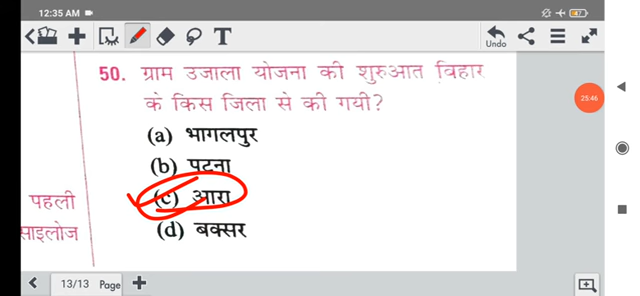 12:35 AM
47
Undo
T
50. ग्राम उजाला योजना की शुरुआत बिहार
के किस जिला से की गयी?
25:46
(a) भागलपुर
(b) पटना
पहली
(c) आरा
साइलोज
(d) बक्सर
13/13 Page